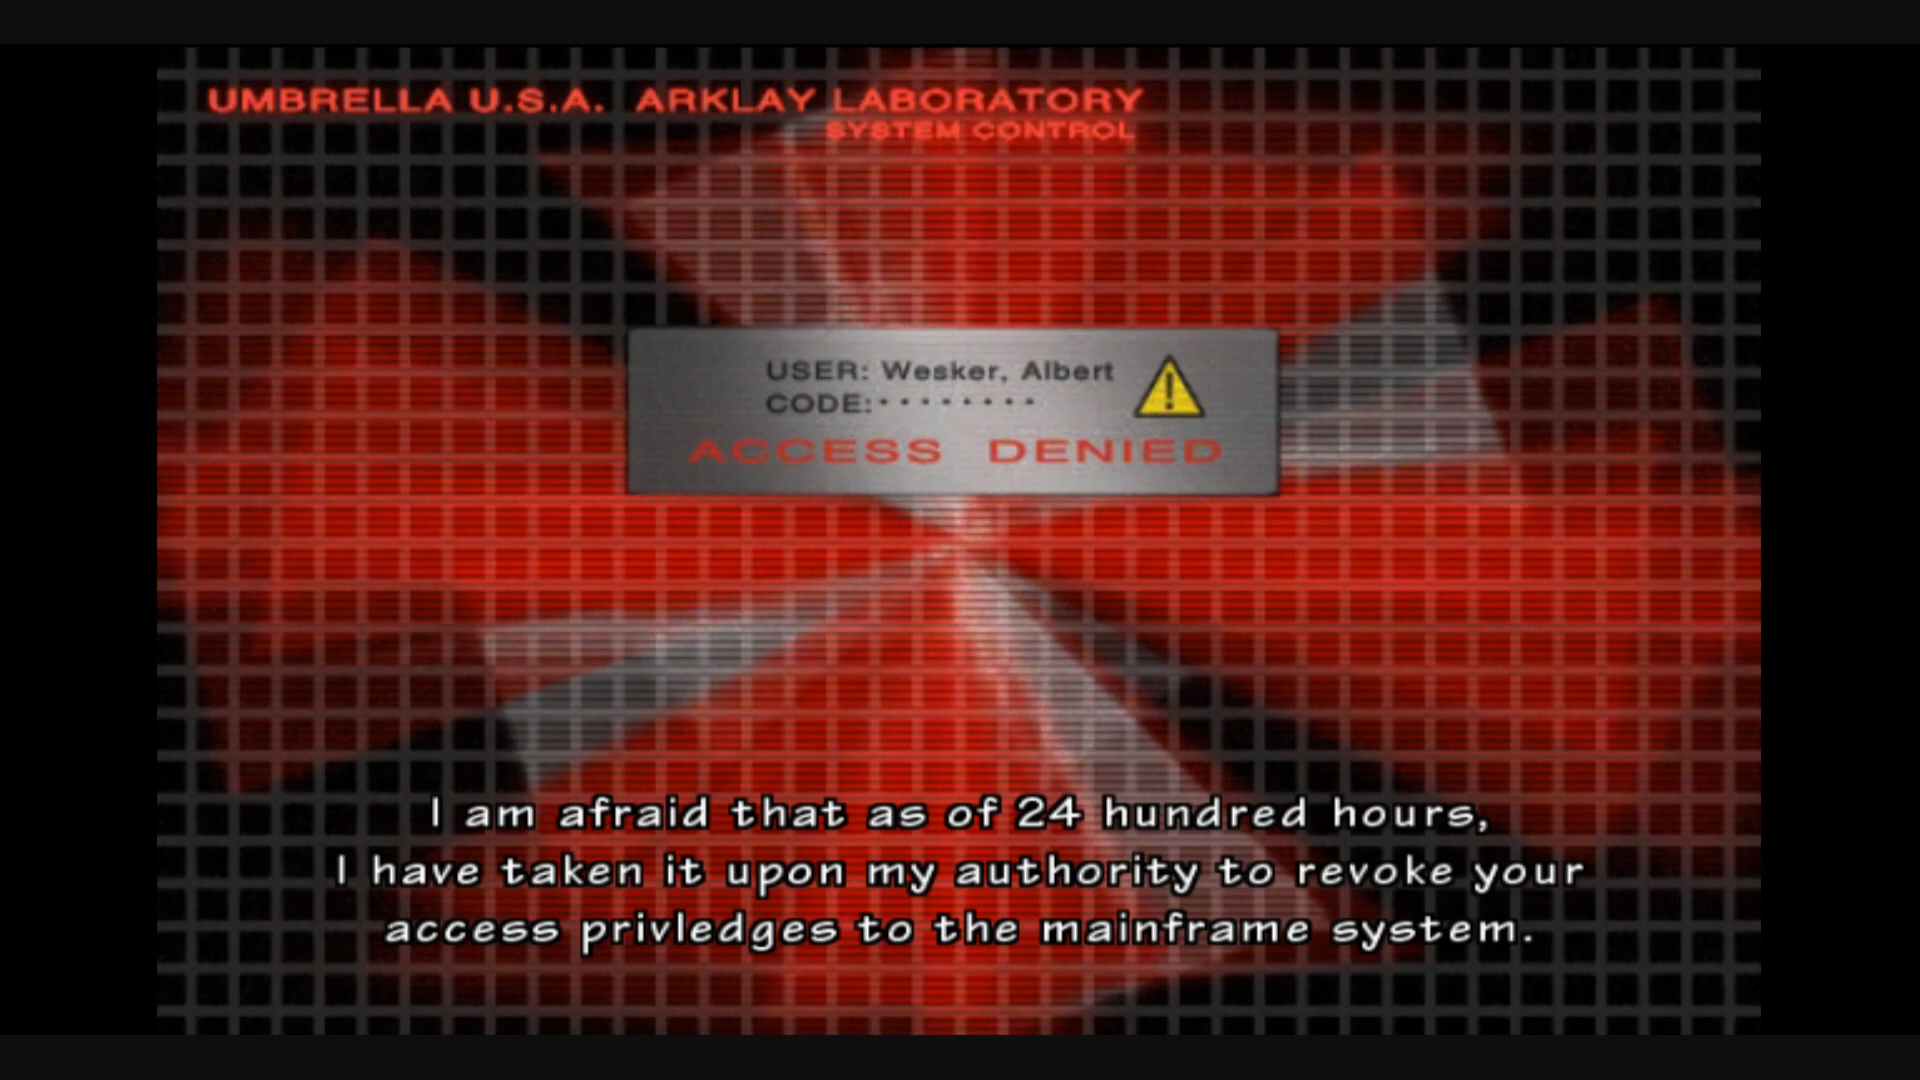 UMBRELLA U.S.A. ARKLAY LABORATORY
SYSTEM CONTROL
USER: Wesker, Albert
CODE:········
ACCESS DENIED
I am afraid that as of 24 hundred hours,
I have taken it upon my authority to revoke your
access privledges to the mainframe system.